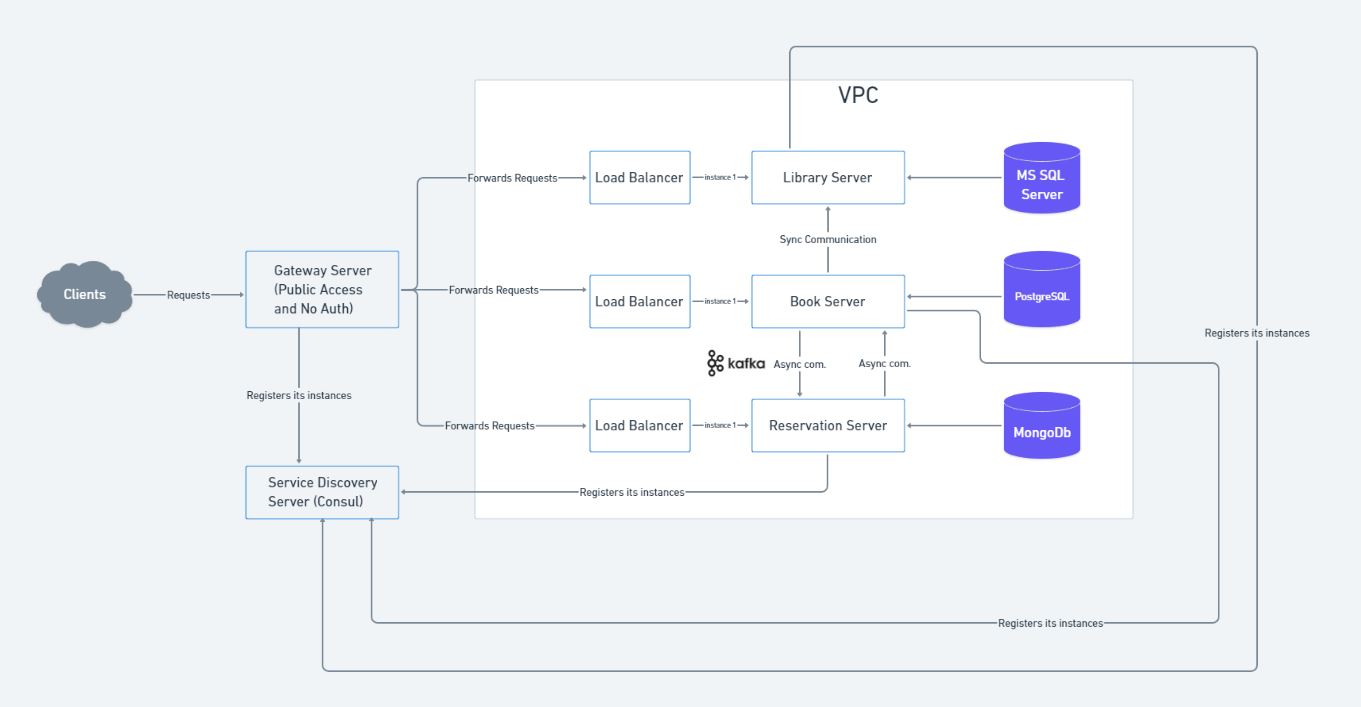 VPC
Forwards Requests
Load Balancer
instance 1
Library Server
MS SQL
Server
Sync Communication
Clients
Requests
Gateway Server
(Public Access
and No Auth)
Forwards Requests
Load Balancer
instance 1
Book Server
PostgreSQL
Registers its instances
kafka
Async com.
Async com.
Registers its instances
Forwards Requests
Load Balancer
instance 1
Reservation Server
MongoDb
Service Discovery
Server (Consul)
Registers its instances
Registers its instances